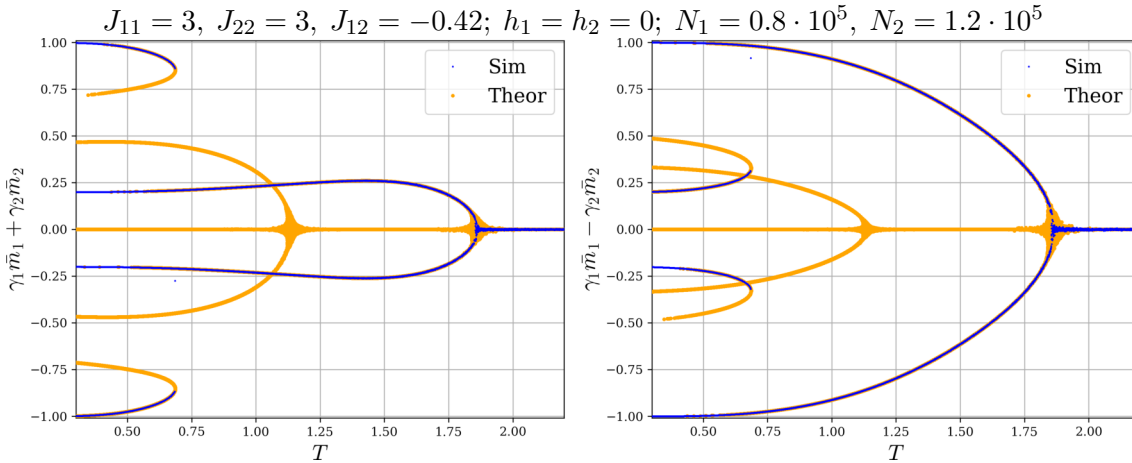 J₁₁ = 3, J₂₂ = 3, J₁₂ = −0.42; h₁ = h₂ = 0; N₁ = 0.8 · 10⁵, N₂ = 1.2 · 10⁵
Sim
Theor
1.00
0.75
0.50
0.25
0.00
−0.25
−0.50
−0.75
−1.00
γ₁m̄₁ + γ₂m̄₂
0.50 0.75 1.00 1.25 1.50 1.75 2.00
T
Sim
Theor
1.00
0.75
0.50
0.25
0.00
−0.25
−0.50
−0.75
−1.00
γ₁m̄₁ − γ₂m̄₂
0.50 0.75 1.00 1.25 1.50 1.75 2.00
T